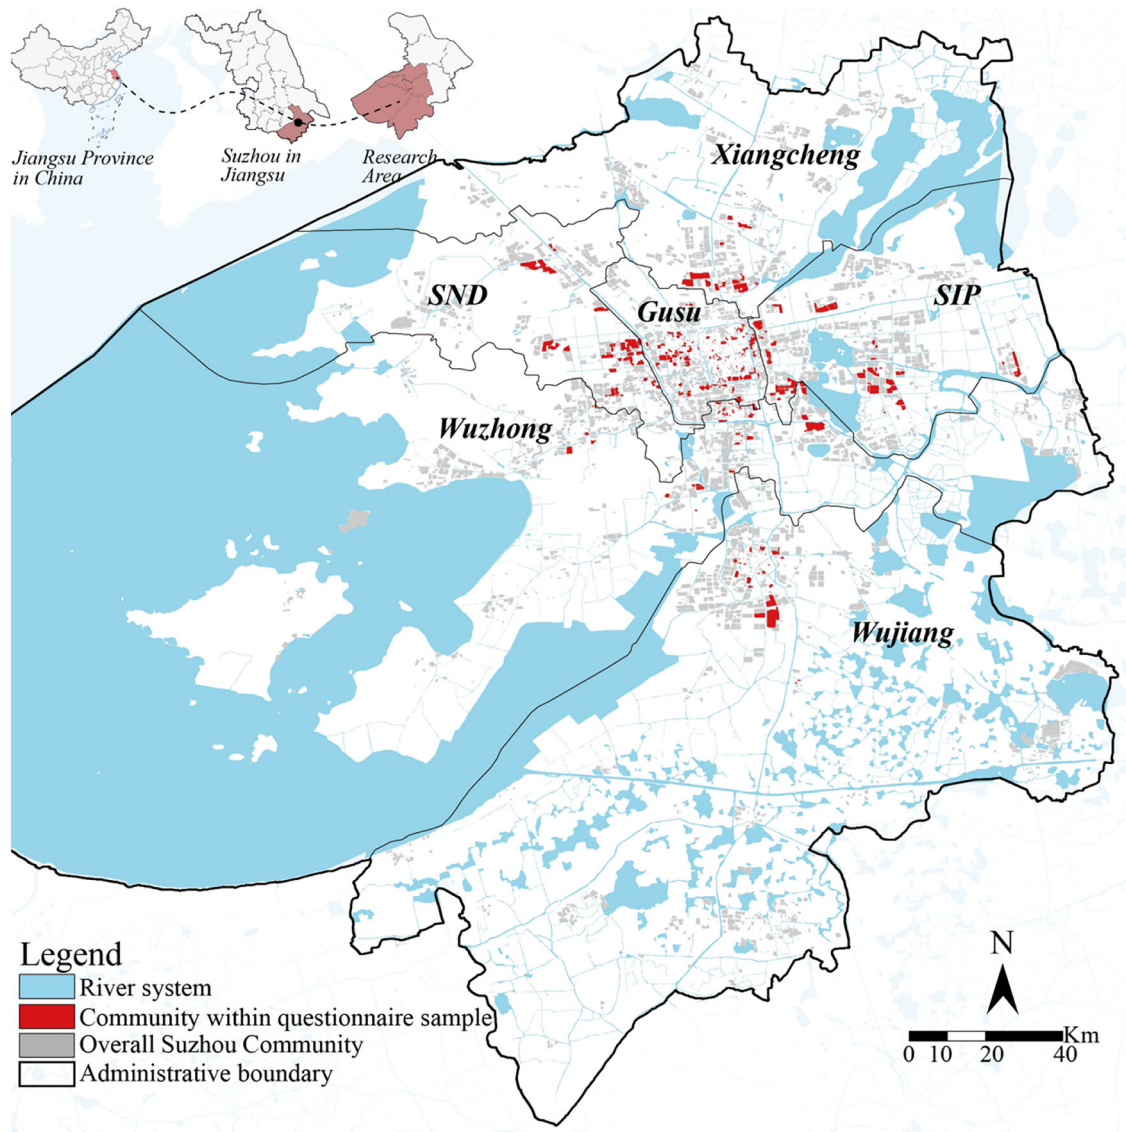 Jiangsu Province
in China
Suzhou in
Jiangsu
Research
Area
Xiangcheng
SND
Gusu
SIP
Wuzhong
Wujiang
Legend
River system
Community within questionnaire sample
Overall Suzhou Community
Administrative boundary
N
Km
0 10 20 40